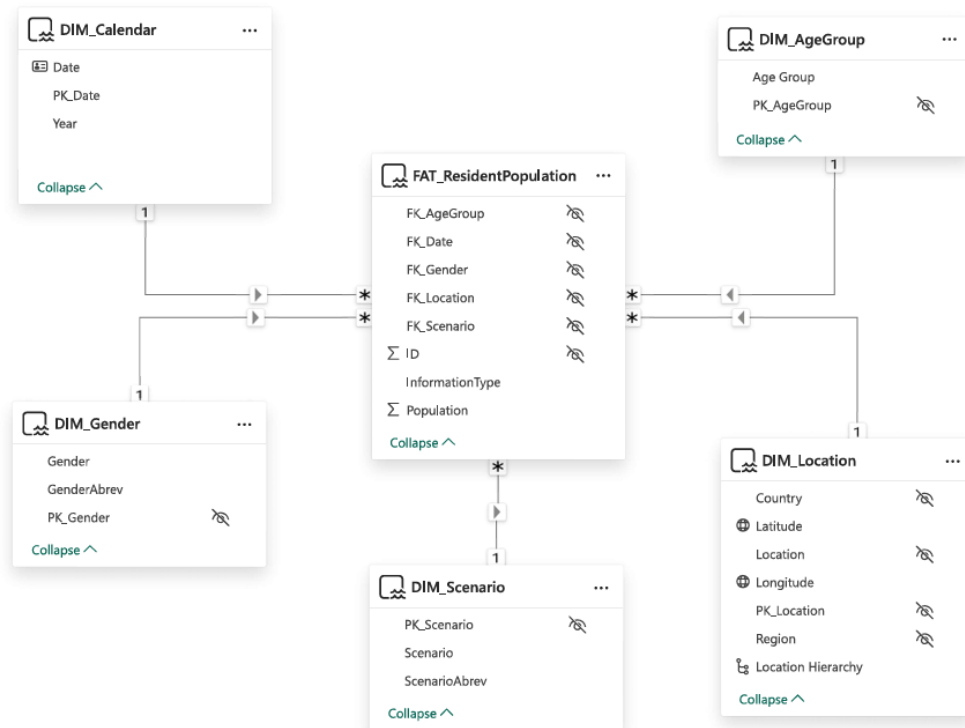 DIM_Calendar
Date
PK_Date
Year
Collapse
1
DIM_AgeGroup
Age Group
PK_AgeGroup
Collapse
1
FAT_ResidentPopulation
FK_AgeGroup
FK_Date
FK_Gender
FK_Location
FK_Scenario
Σ ID
InformationType
Σ Population
Collapse
*
*
*
*
*
1
DIM_Gender
Gender
GenderAbrev
PK_Gender
Collapse
1
DIM_Scenario
PK_Scenario
Scenario
ScenarioAbrev
Collapse
1
DIM_Location
Country
Latitude
Location
Longitude
PK_Location
Region
Location Hierarchy
Collapse